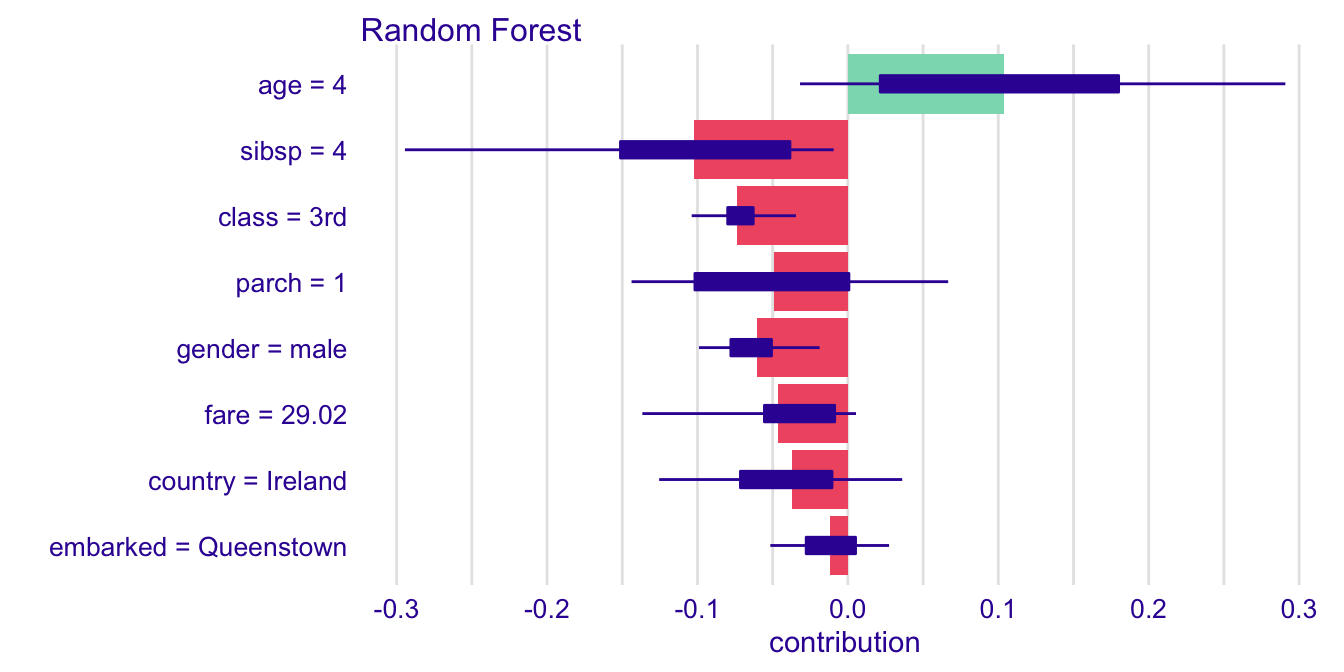 Random Forest
age = 4
sibsp = 4
class = 3rd
parch = 1
gender = male
fare = 29.02
country = Ireland
embarked = Queenstown
-0.3 -0.2 -0.1 0.0 0.1 0.2 0.3
contribution